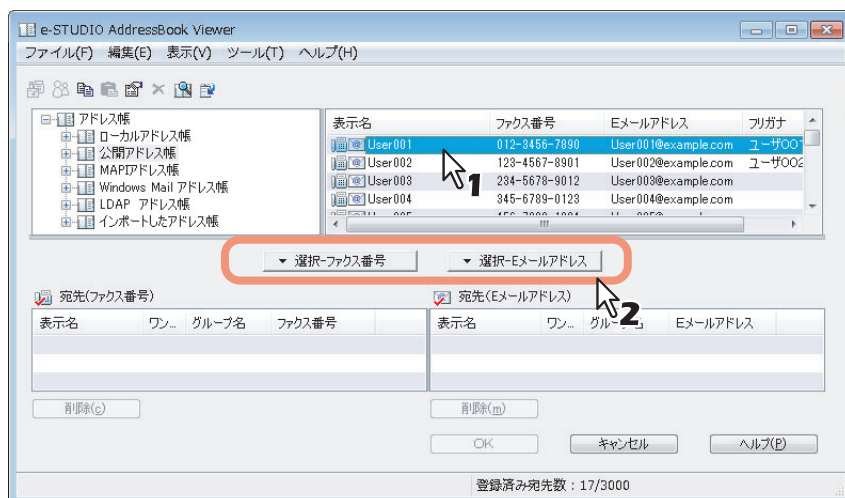 e-STUDIO AddressBook Viewer
ファイル(F) 編集(E) 表示(V) ツール(T) ヘルプ(H)
アドレス帳
ローカルアドレス帳
公開アドレス帳
MAPIアドレス帳
Windows Mail アドレス帳
LDAP アドレス帳
インポートしたアドレス帳
表示名 ファクス番号 Eメールアドレス フリガナ
User001 012-3456-7890 User001@example.com ユーザ001
User002 123-4567-8901 User002@example.com ユーザ002
User003 234-5678-9012 User003@example.com
User004 345-6789-0123 User004@example.com
1
▼ 選択-ファクス番号 ▼ 選択-Eメールアドレス
2
宛先(ファクス番号) 宛先(Eメールアドレス)
表示名 ワン... グループ名 ファクス番号 表示名 ワン... Eメールアドレス
削除(c) 削除(m)
OK キャンセル ヘルプ(P)
登録済み宛先数:17/3000